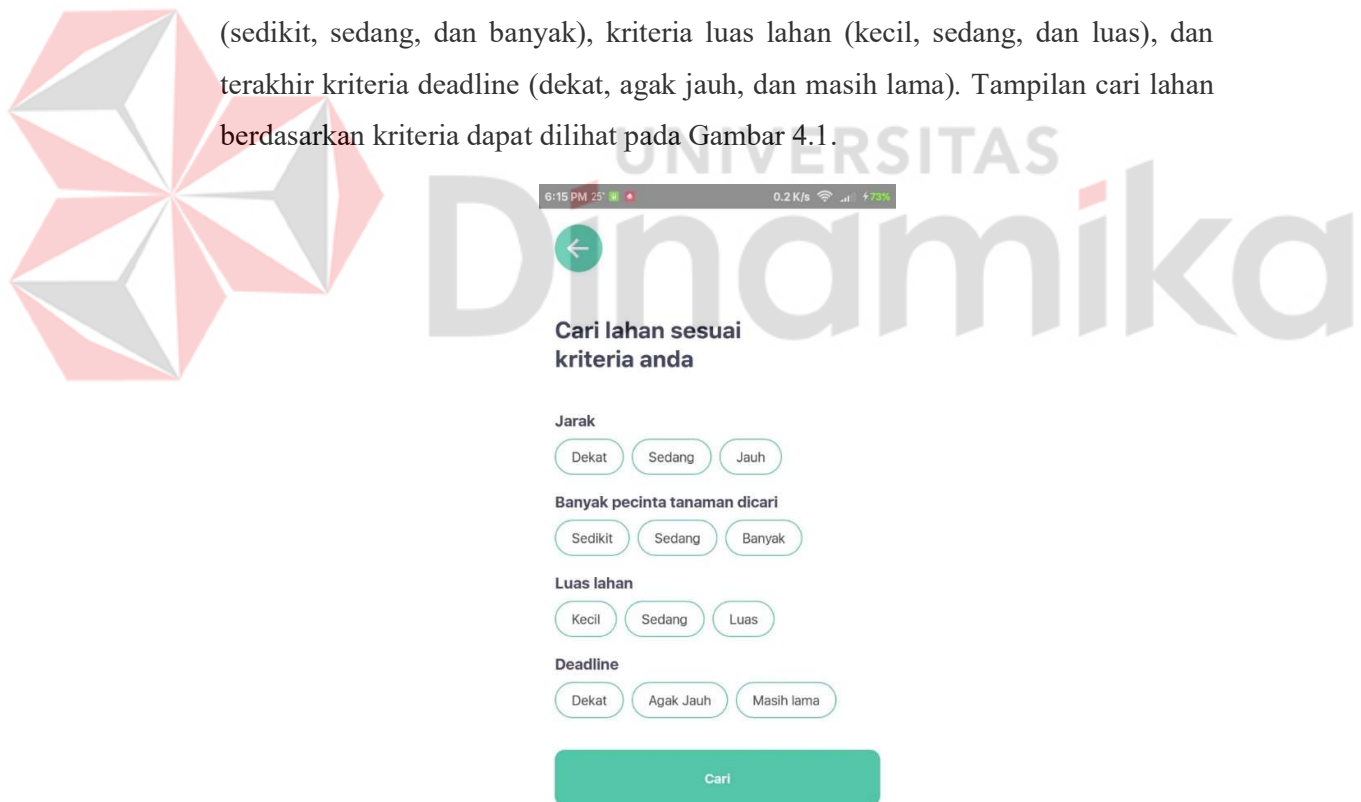 (sedikit, sedang, dan banyak), kriteria luas lahan (kecil, sedang, dan luas), dan
terakhir kriteria deadline (dekat, agak jauh, dan masih lama). Tampilan cari lahan
berdasarkan kriteria dapat dilihat pada Gambar 4.1.
UNIVERSITAS
Dinamika
6:15 PM 25° 0.2 K/s 73%
Cari lahan sesuai
kriteria anda
Jarak
Dekat Sedang Jauh
Banyak pecinta tanaman dicari
Sedikit Sedang Banyak
Luas lahan
Kecil Sedang Luas
Deadline
Dekat Agak Jauh Masih lama
Cari